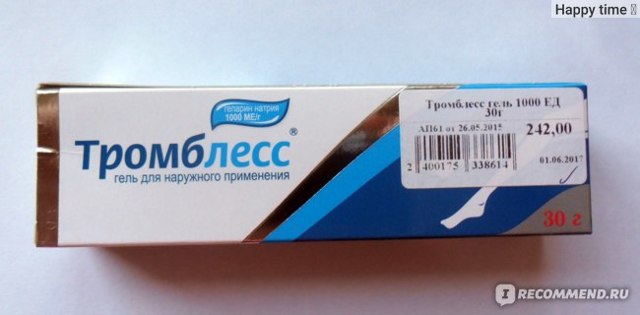 Happy time
гепарин натрия
1000 МЕ/г
Тромблесс®
гель для наружного применения
Тромблесс гель 1000 ЕД
30г
АП61 от 26.05.2015
242,00
2 400175 338614
01.06.2017
30 г
IRECOMMEND.RU